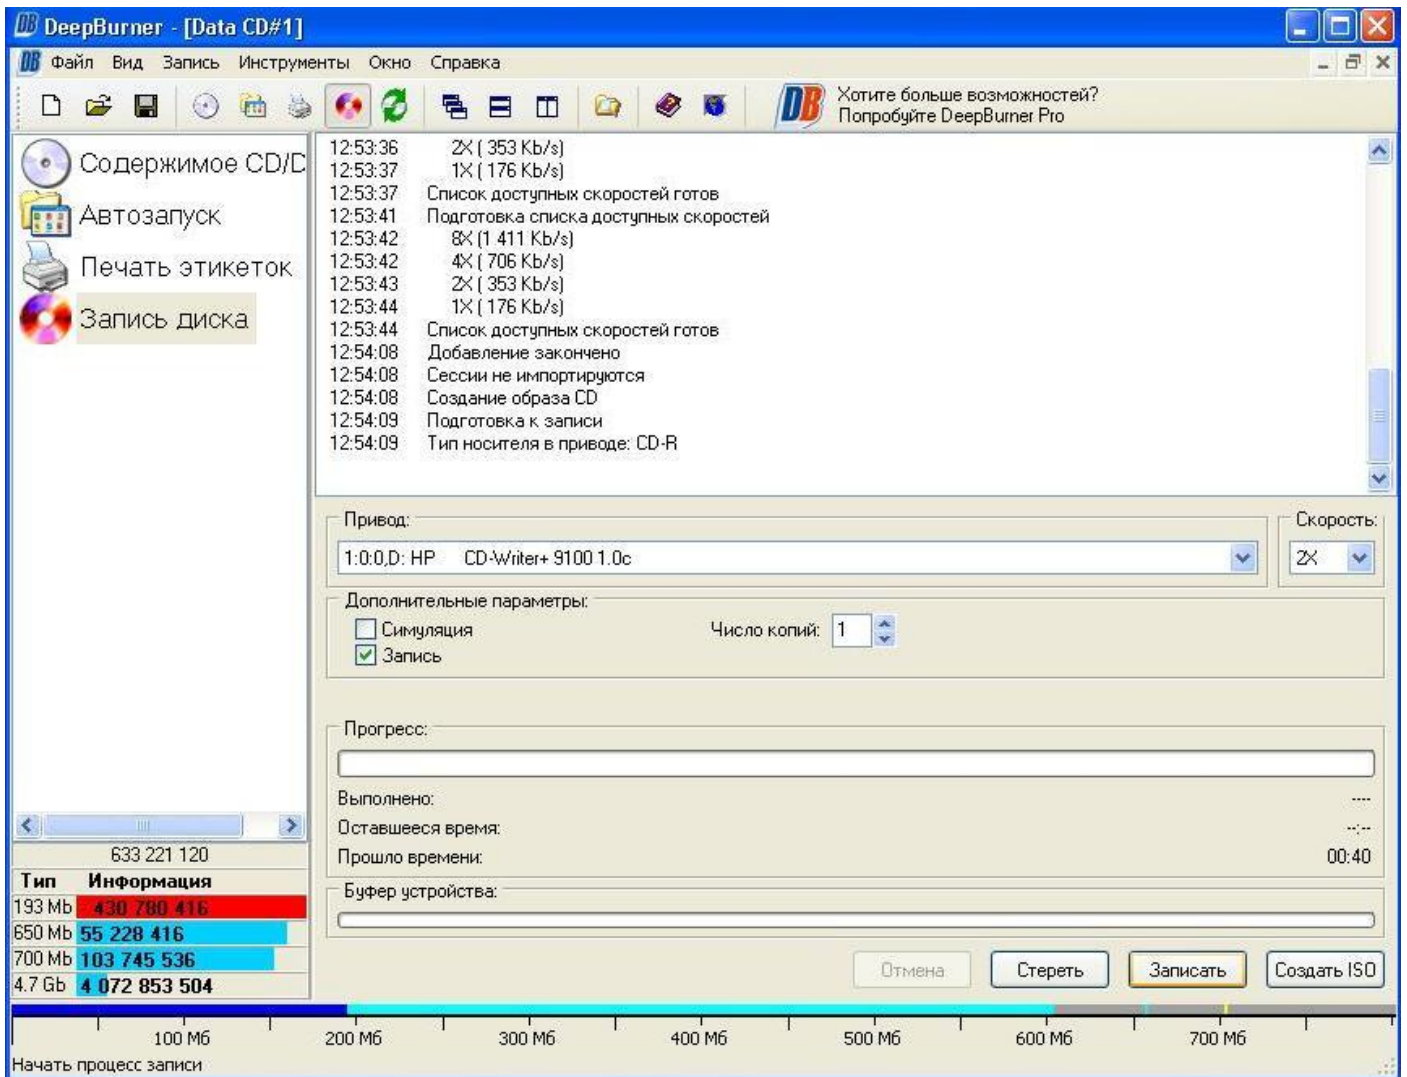 DB DeepBurner - [Data CD#1]
DB Файл Вид Запись Инструменты Окно Справка
DB Хотите больше возможностей?
Попробуйте DeepBurner Pro
Содержимое CD/D
Автозапуск
Печать этикеток
Запись диска
12:53:36 2X ( 353 Kb/s)
12:53:37 1X ( 176 Kb/s)
12:53:37 Список доступных скоростей готов
12:53:41 Подготовка списка доступных скоростей
12:53:42 8X (1 411 Kb/s)
12:53:42 4X ( 706 Kb/s)
12:53:43 2X ( 353 Kb/s)
12:53:44 1X ( 176 Kb/s)
12:53:44 Список доступных скоростей готов
12:54:08 Добавление закончено
12:54:08 Сессии не импортируются
12:54:08 Создание образа CD
12:54:09 Подготовка к записи
12:54:09 Тип носителя в приводе: CD-R
Привод: Скорость:
1:0:0,D: HP CD-Writer+ 9100 1.0c 2X
Дополнительные параметры:
Симуляция Число копий: 1
Запись
Прогресс:
Выполнено: ----
Оставшееся время: --:--
Прошло времени: 00:40
Буфер устройства:
Отмена Стереть Записать Создать ISO
633 221 120
Тип Информация
193 Mb - 430 780 416
650 Mb 55 228 416
700 Mb 103 745 536
4.7 Gb 4 072 853 504
100 Мб 200 Мб 300 Мб 400 Мб 500 Мб 600 Мб 700 Мб
Начать процесс записи